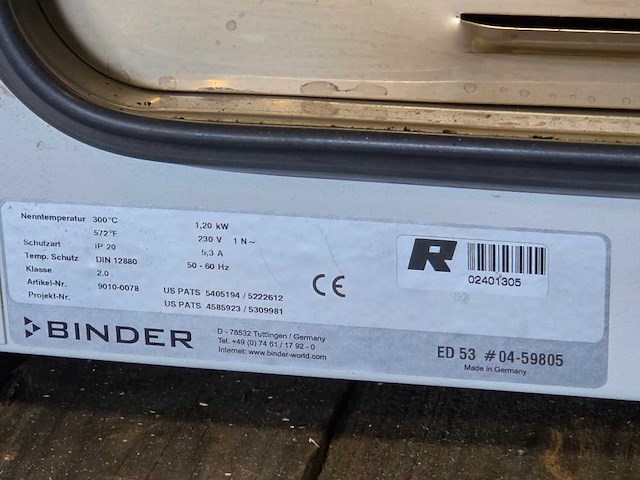 Nenntemperatur 300°C 1,20 kW
572°F 230 V 1 N~
Schutzart IP 20 5,3 A
Temp. Schutz DIN 12880 50 - 60 Hz
Klasse 2.0
Artikel-Nr. 9010-0078 US PATS 5405194 / 5222612
Projekt-Nr. US PATS 4585923 / 5309981
CE
R
02401305
BINDER
D - 78532 Tuttingen / Germany
Tel. +49 (0) 74 61 / 17 92 - 0
Internet: www.binder-world.com
ED 53 #04-59805
Made in Germany